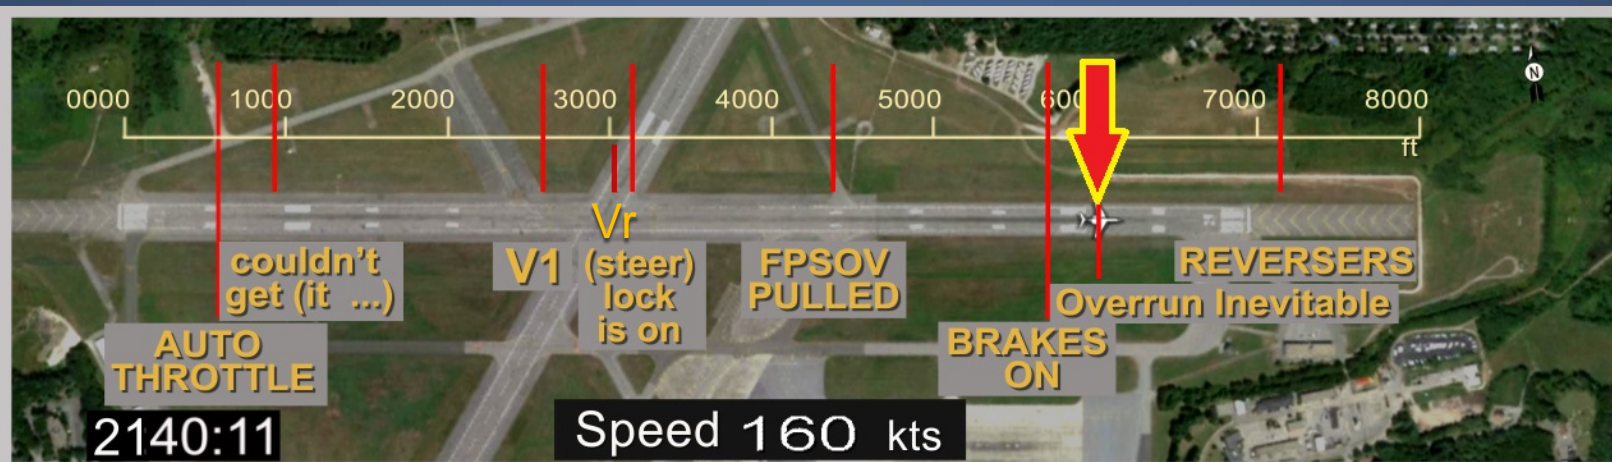 0000 1000 2000 3000 4000 5000 600 7000 8000
ft
N
Vr
couldn't
get (it ...)
V1
(steer)
lock
is on
FPSOV
PULLED
REVERSERS
Overrun Inevitable
AUTO
THROTTLE
BRAKES
ON
2140:11
Speed 160 kts